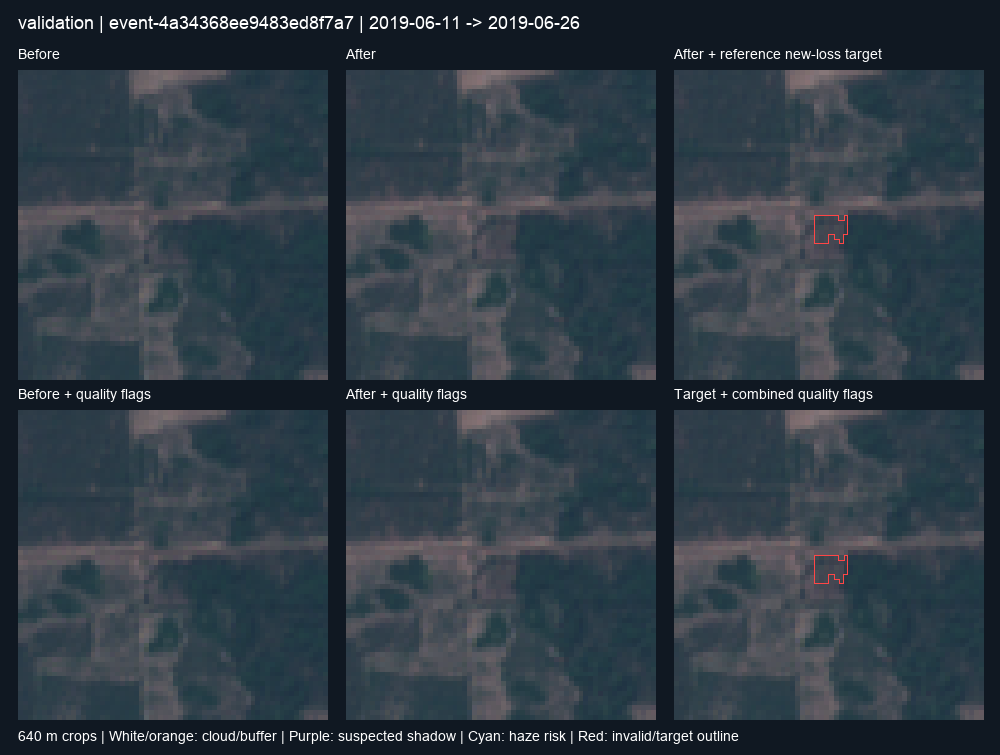 validation | event-4a34368ee9483ed8f7a7 | 2019-06-11 -> 2019-06-26
Before
After
After + reference new-loss target
Before + quality flags
After + quality flags
Target + combined quality flags
640 m crops | White/orange: cloud/buffer | Purple: suspected shadow | Cyan: haze risk | Red: invalid/target outline